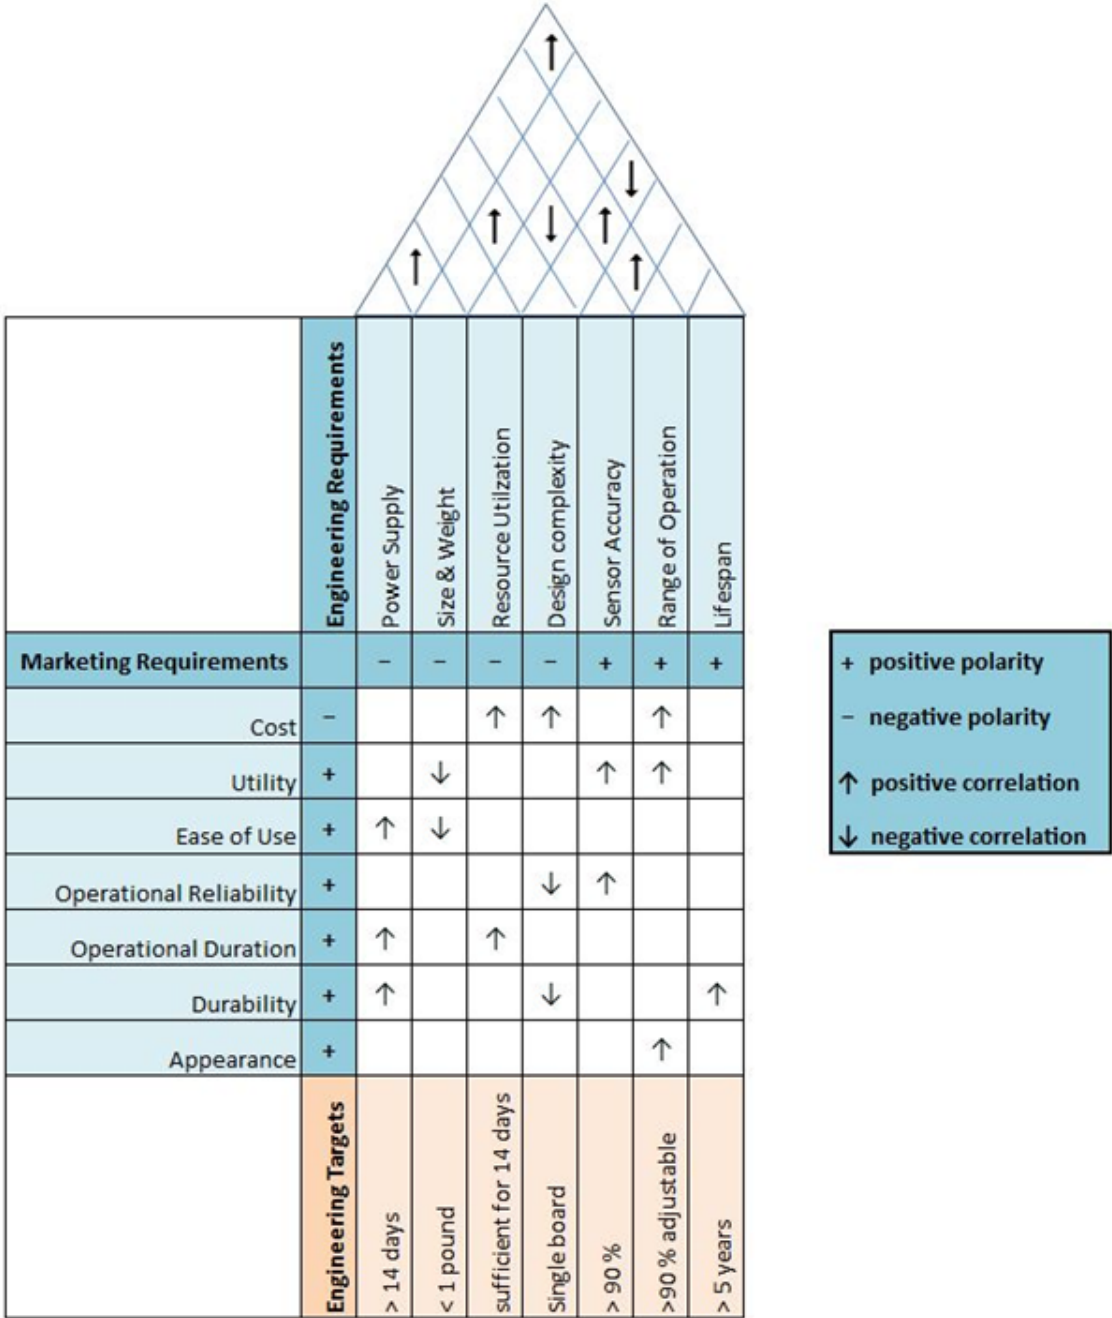 ↑
↓
↑ ↓ ↑
↑ ↑
Engineering Requirements
Power Supply
Size & Weight
Resource Utilzation
Design complexity
Sensor Accuracy
Range of Operation
Lifespan
Marketing Requirements − − − − + + +
Cost − ↑ ↑ ↑
Utility + ↓ ↑ ↑
Ease of Use + ↑ ↓
Operational Reliability + ↓ ↑
Operational Duration + ↑ ↑
Durability + ↑ ↓ ↑
Appearance + ↑
Engineering Targets
> 14 days
< 1 pound
sufficient for 14 days
Single board
> 90 %
>90 % adjustable
> 5 years
+ positive polarity
− negative polarity
↑ positive correlation
↓ negative correlation